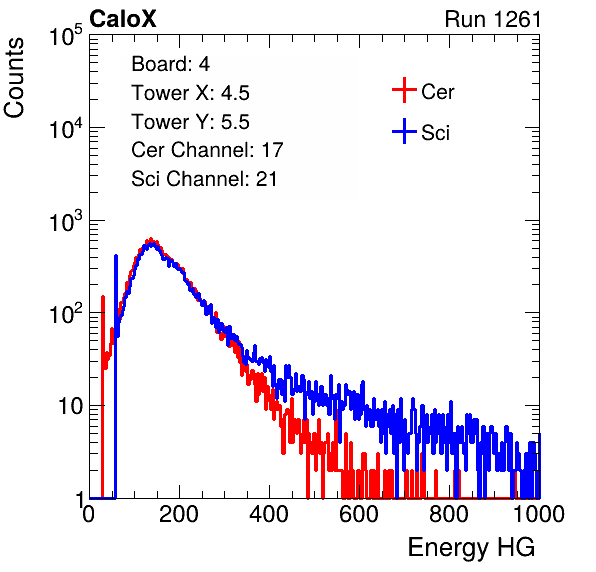 CaloX Run 1261
Counts
10^5
10^4
10^3
10^2
10
1
Board: 4
Tower X: 4.5
Tower Y: 5.5
Cer Channel: 17
Sci Channel: 21
Cer
Sci
0 200 400 600 800 1000
Energy HG